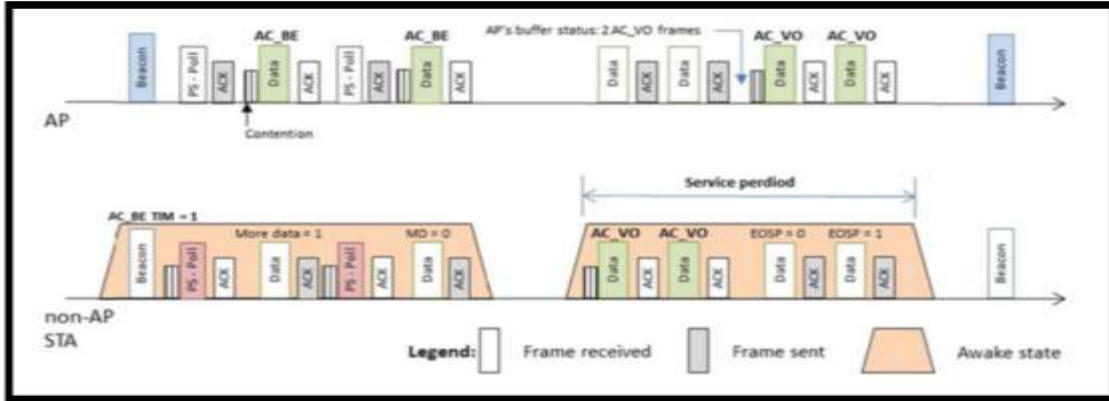 AC_BE AC_BE AP's buffer status: 2 AC_VO frames AC_VO AC_VO
Beacon PS - Poll ACK Data ACK PS - Poll ACK Data ACK Data ACK Data ACK Data ACK Data ACK Beacon
AP
Contention
Service perdiod
AC_BE TIM = 1
More data = 1 MD = 0 AC_VO AC_VO EOSP = 0 EOSP = 1
Beacon PS - Poll ACK Data ACK PS - Poll ACK Data ACK Data ACK Data ACK Data ACK Data ACK Beacon
non-AP
STA
Legend: Frame received Frame sent Awake state